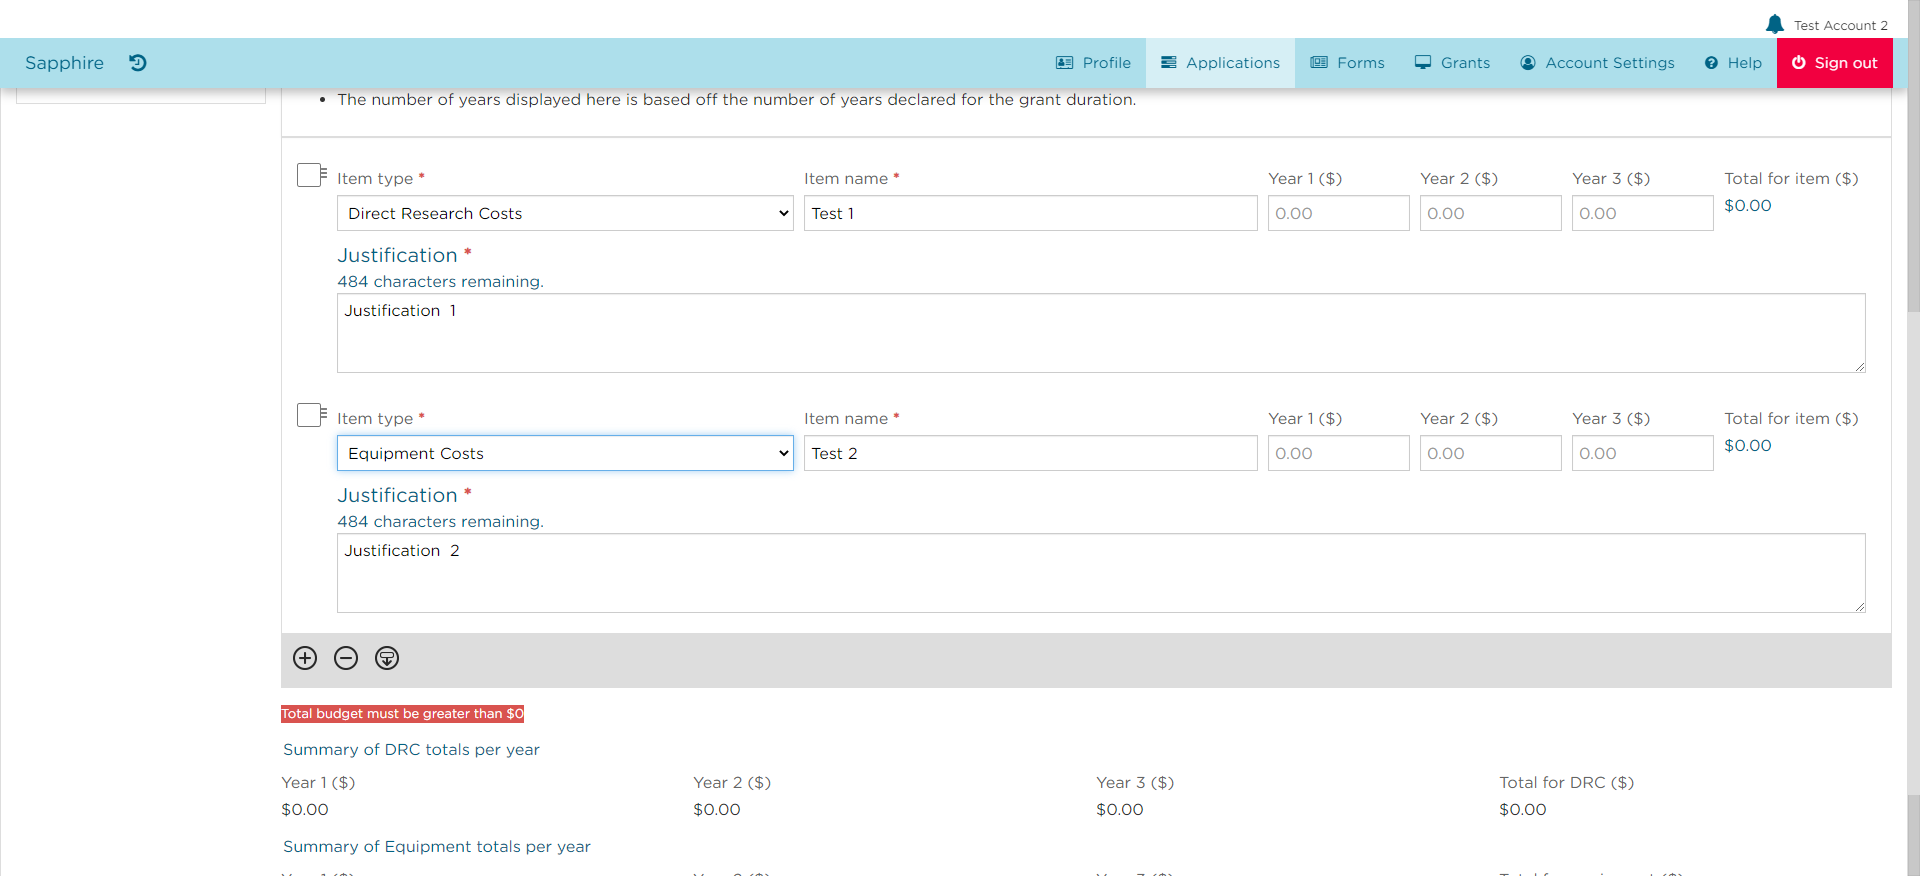 Test Account 2
Sapphire Profile Applications Forms Grants Account Settings Help Sign out
• The number of years displayed here is based off the number of years declared for the grant duration.
Item type * Item name * Year 1 ($) Year 2 ($) Year 3 ($) Total for item ($)
Direct Research Costs Test 1 0.00 0.00 0.00 $0.00
Justification *
484 characters remaining.
Justification  1
Item type * Item name * Year 1 ($) Year 2 ($) Year 3 ($) Total for item ($)
Equipment Costs Test 2 0.00 0.00 0.00 $0.00
Justification *
484 characters remaining.
Justification  2
Total budget must be greater than $0
Summary of DRC totals per year
Year 1 ($) Year 2 ($) Year 3 ($) Total for DRC ($)
$0.00 $0.00 $0.00 $0.00
Summary of Equipment totals per year